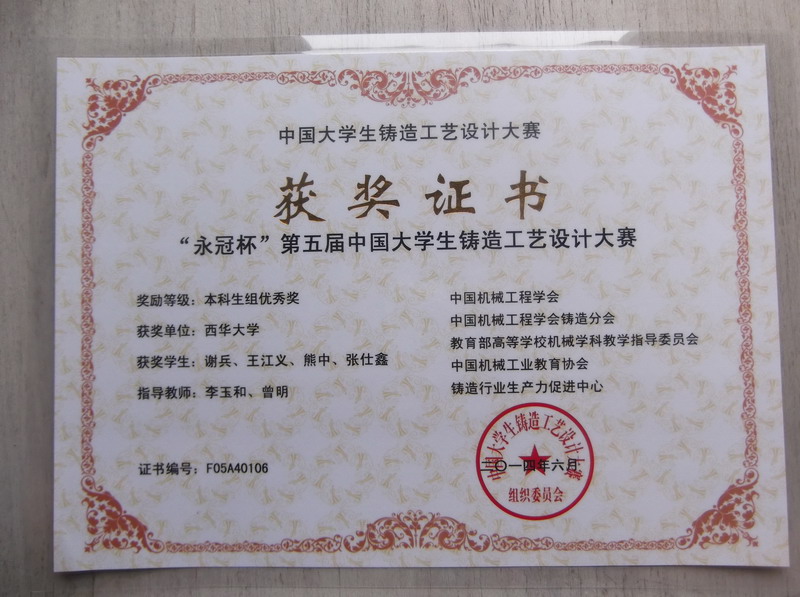 中国大学生铸造工艺设计大赛
获奖证书
“永冠杯”第五届中国大学生铸造工艺设计大赛
奖励等级：本科生组优秀奖
获奖单位：西华大学
获奖学生：谢兵、王江义、熊中、张仕鑫
指导教师：李玉和、曾明
中国机械工程学会
中国机械工程学会铸造分会
教育部高等学校机械学科教学指导委员会
中国机械工业教育协会
铸造行业生产力促进中心
证书编号：F05A40106
中国大学生铸造工艺设计大赛
二〇一四年六月
组织委员会